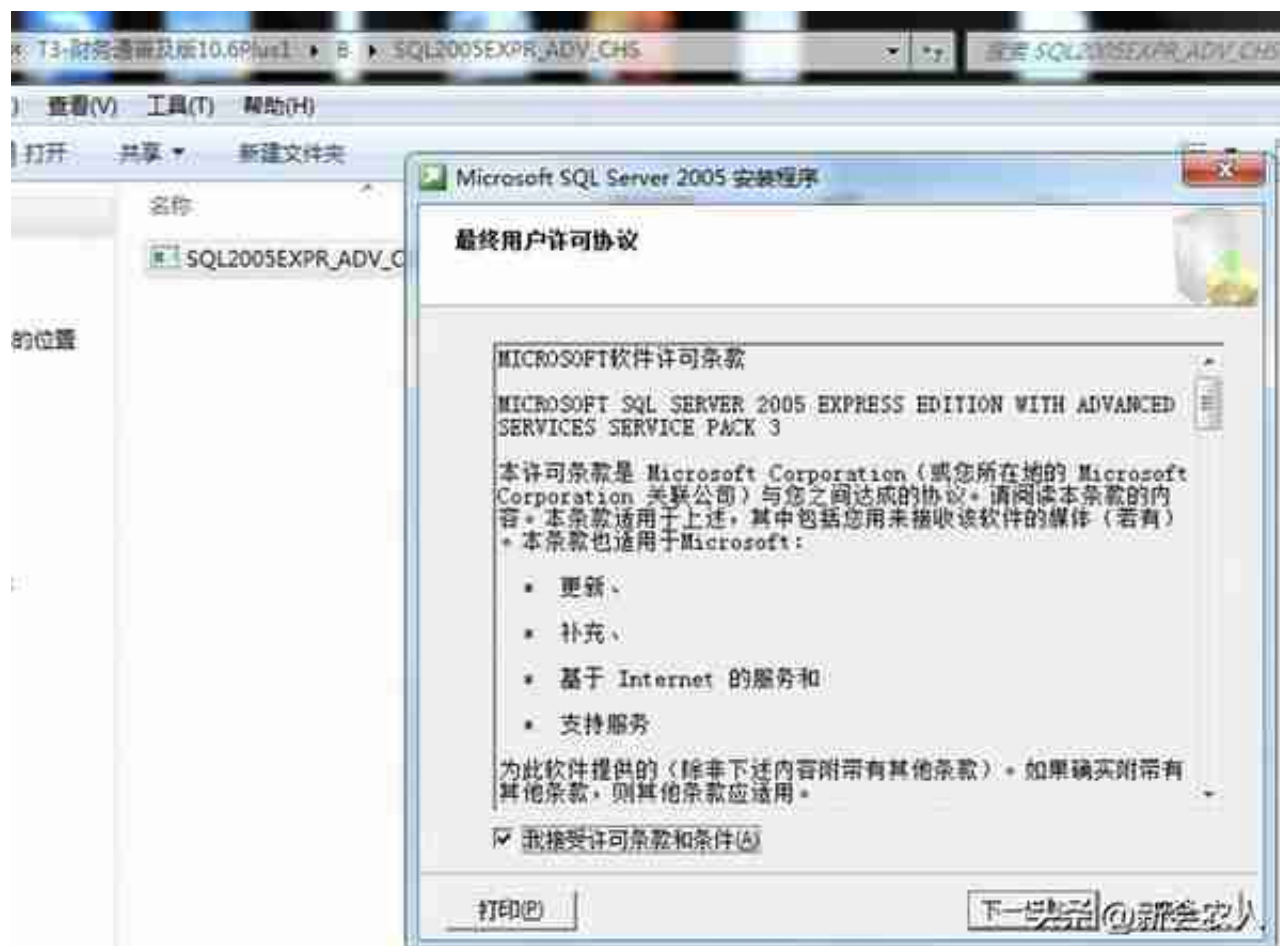 T3-财务通普及版10.6Plus1 ▸ B ▸ SQL2005EXPR_ADV_CHS
搜索 SQL2005EXPR_ADV_CHS
查看(V) 工具(T) 帮助(H)
打开 共享 新建文件夹
名称
SQL2005EXPR_ADV_C
的位置
Microsoft SQL Server 2005 安装程序
最终用户许可协议
MICROSOFT软件许可条款
MICROSOFT SQL SERVER 2005 EXPRESS EDITION WITH ADVANCED
SERVICES SERVICE PACK 3
本许可条款是 Microsoft Corporation（或您所在地的 Microsoft
Corporation 关联公司）与您之间达成的协议。请阅读本条款的内
容。本条款适用于上述，其中包括您用来接收该软件的媒体（若有）
。本条款也适用于Microsoft：
* 更新、
* 补充、
* 基于 Internet 的服务和
* 支持服务
为此软件提供的（除非下述内容附带有其他条款）。如果确实附带有
其他条款，则其他条款应适用。
我接受许可条款和条件(A)
打印(P)
下一
头条@新会农人